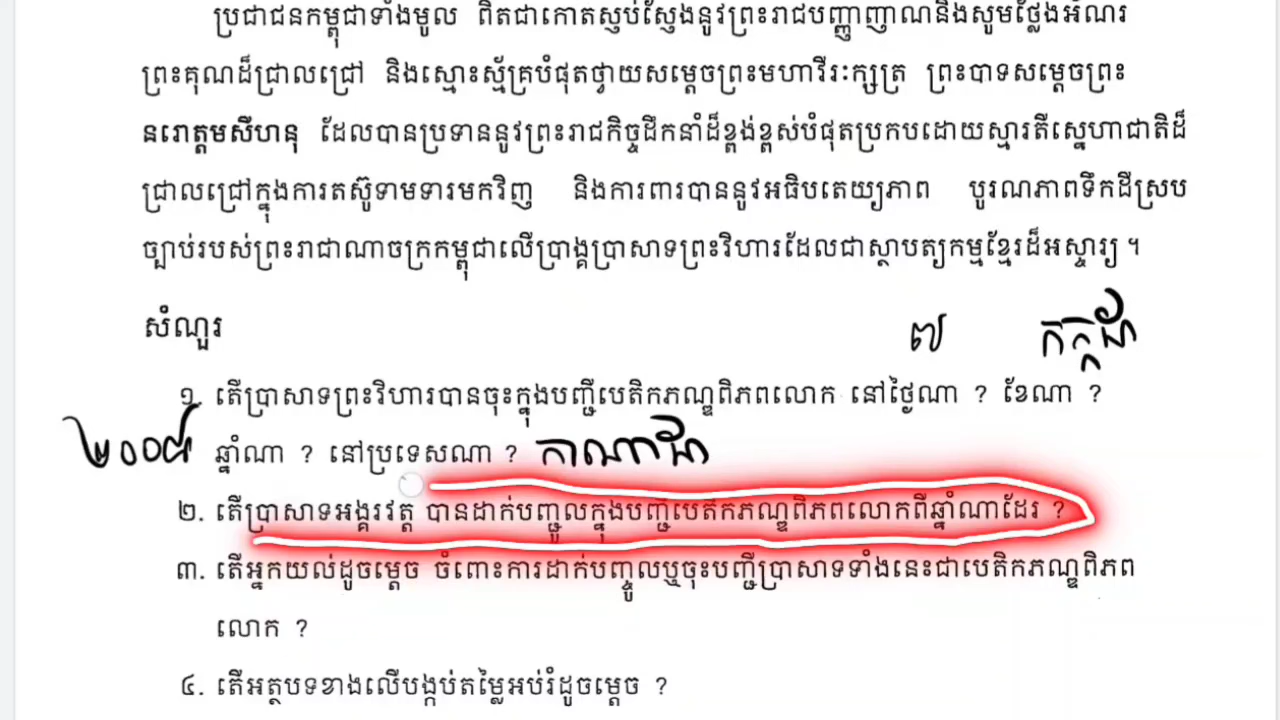 ប្រជាជនកម្ពុជាទាំងមូល ពិតជាកោតស្ញប់ស្ញែងនូវព្រះរាជបញ្ញាញាណនិងសូមថ្លែងអំណរ
ព្រះគុណដ៏ជ្រាលជ្រៅ និងស្មោះស្ម័គ្របំផុតថ្វាយសម្តេចព្រះមហាវីរៈក្សត្រ ព្រះបាទសម្តេចព្រះ
នរោត្តមសីហនុ ដែលបានប្រទាននូវព្រះរាជកិច្ចដឹកនាំដ៏ខ្ពង់ខ្ពស់បំផុតប្រកបដោយស្មារតីស្នេហាជាតិដ៏
ជ្រាលជ្រៅក្នុងការតស៊ូទាមទារមកវិញ និងការពារបាននូវអធិបតេយ្យភាព បូរណភាពទឹកដីស្រប
ច្បាប់របស់ព្រះរាជាណាចក្រកម្ពុជាលើប្រាង្គប្រាសាទព្រះវិហារដែលជាស្ថាបត្យកម្មខ្មែរដ៏អស្ចារ្យ ។
សំណួរ
៧ កក្កដា
១. តើប្រាសាទព្រះវិហារបានចុះក្នុងបញ្ជីបេតិកភណ្ឌពិភពលោក នៅថ្ងៃណា ? ខែណា ?
២០០៨ ឆ្នាំណា ? នៅប្រទេសណា ? កាណាដា
២. តើប្រាសាទអង្គរវត្ត បានដាក់បញ្ចូលក្នុងបញ្ជីបេតិកភណ្ឌពិភពលោកពីឆ្នាំណាដែរ ?
៣. តើអ្នកយល់ដូចម្តេច ចំពោះការដាក់បញ្ចូលឬចុះបញ្ជីប្រាសាទទាំងនេះជាបេតិកភណ្ឌពិភព
លោក ?
៤. តើអត្ថបទខាងលើបង្កប់តម្លៃអប់រំដូចម្តេច ?